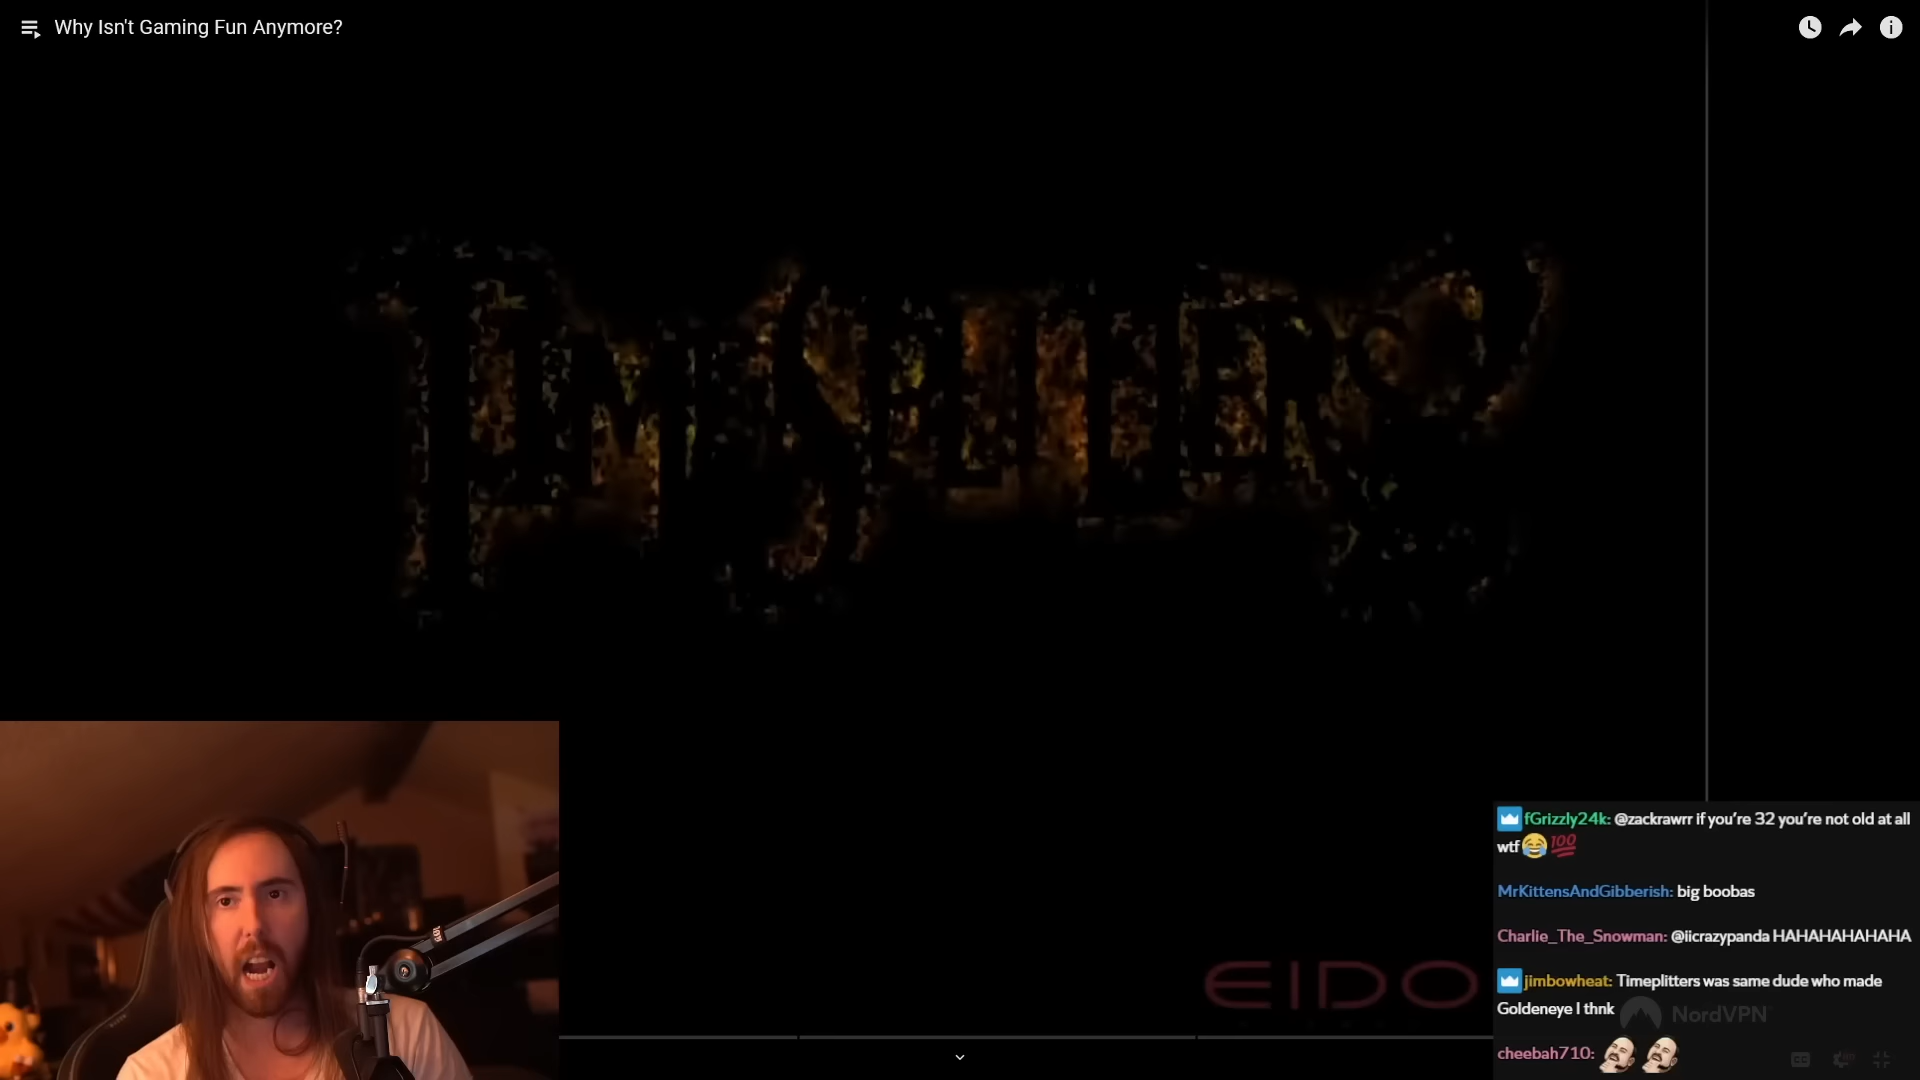 Why Isn't Gaming Fun Anymore?
TIMESPLITTERS
EIDO
fGrizzly24k: @zackrawrr if you're 32 you're not old at all
wtf😂💯
MrKittensAndGibberish: big boobas
Charlie_The_Snowman: @iicrazypanda HAHAHAHAHAHA
jimbowheat: Timeplitters was same dude who made
Goldeneye I thnk
NordVPN
cheebah710: